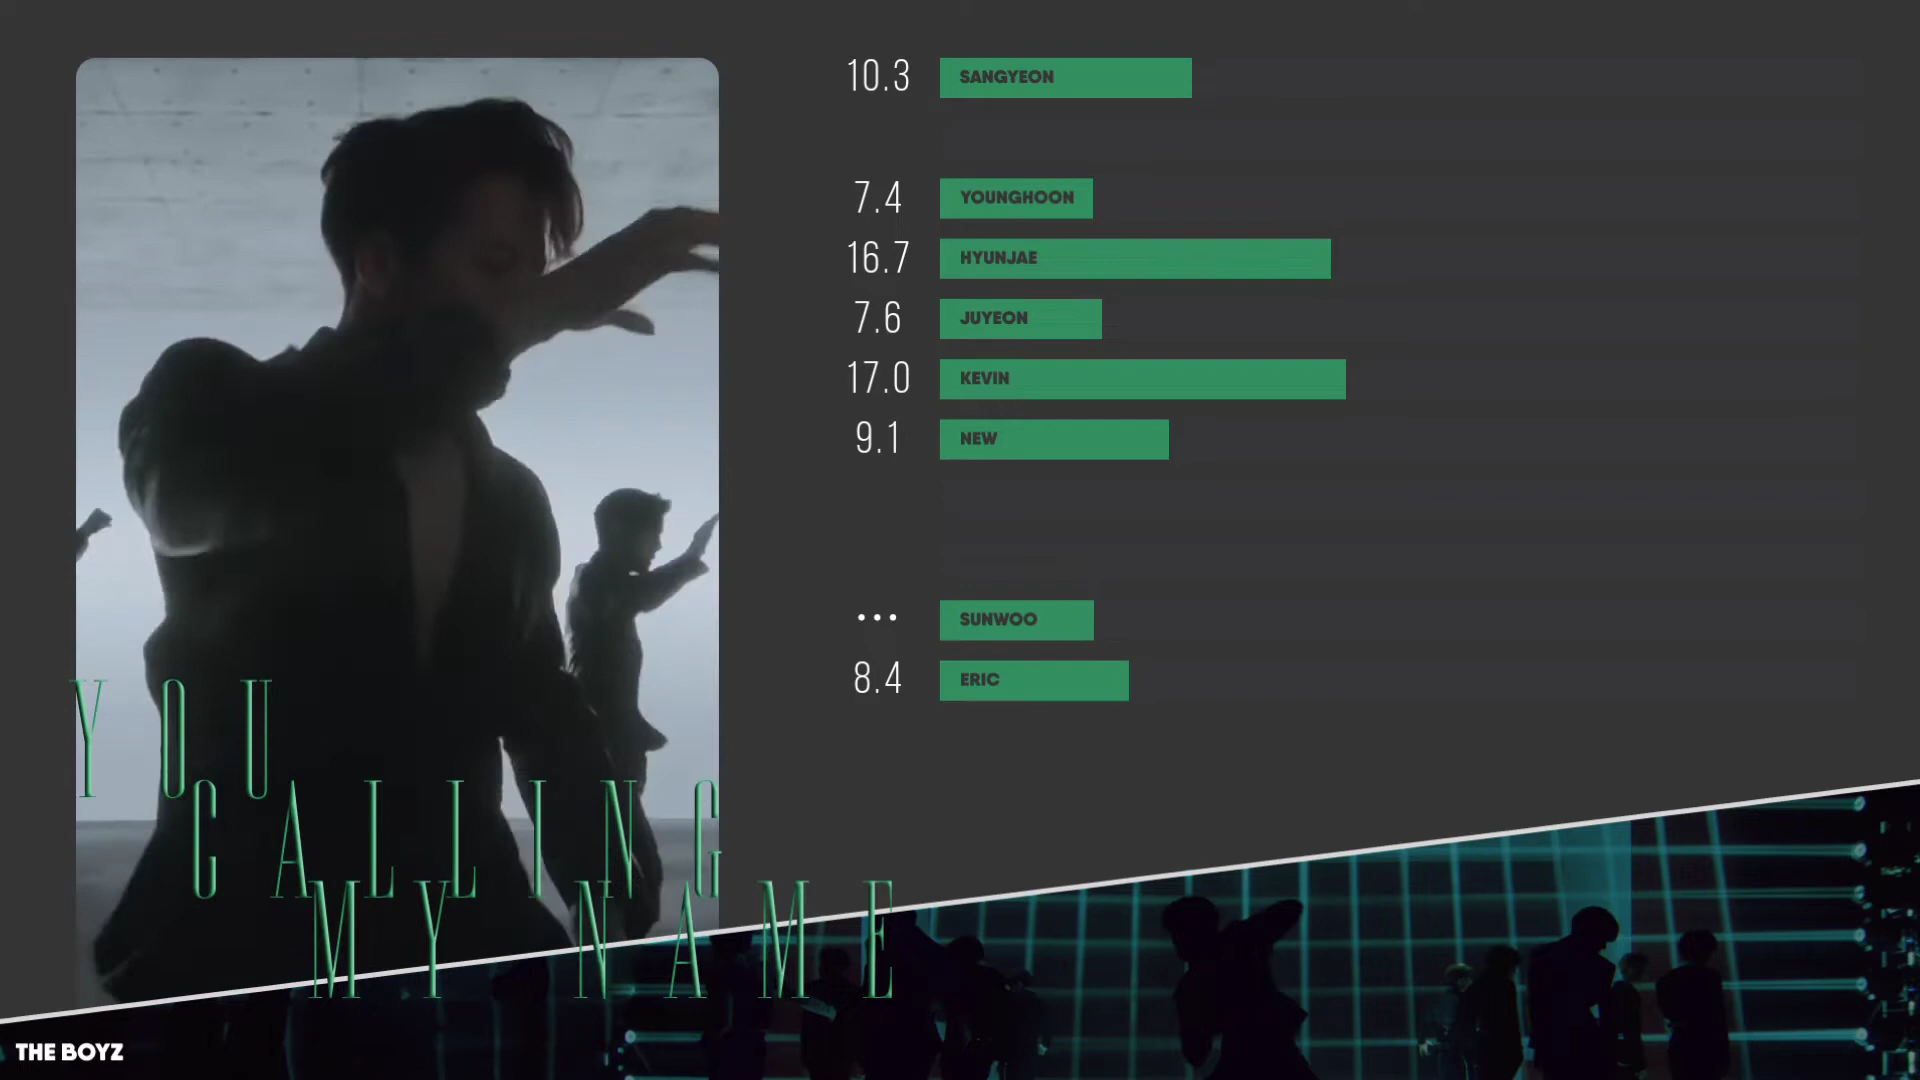 10.3 SANGYEON
7.4 YOUNGHOON
16.7 HYUNJAE
7.6 JUYEON
17.0 KEVIN
9.1 NEW
... SUNWOO
8.4 ERIC
YOU
CALLING
MY NAME
THE BOYZ